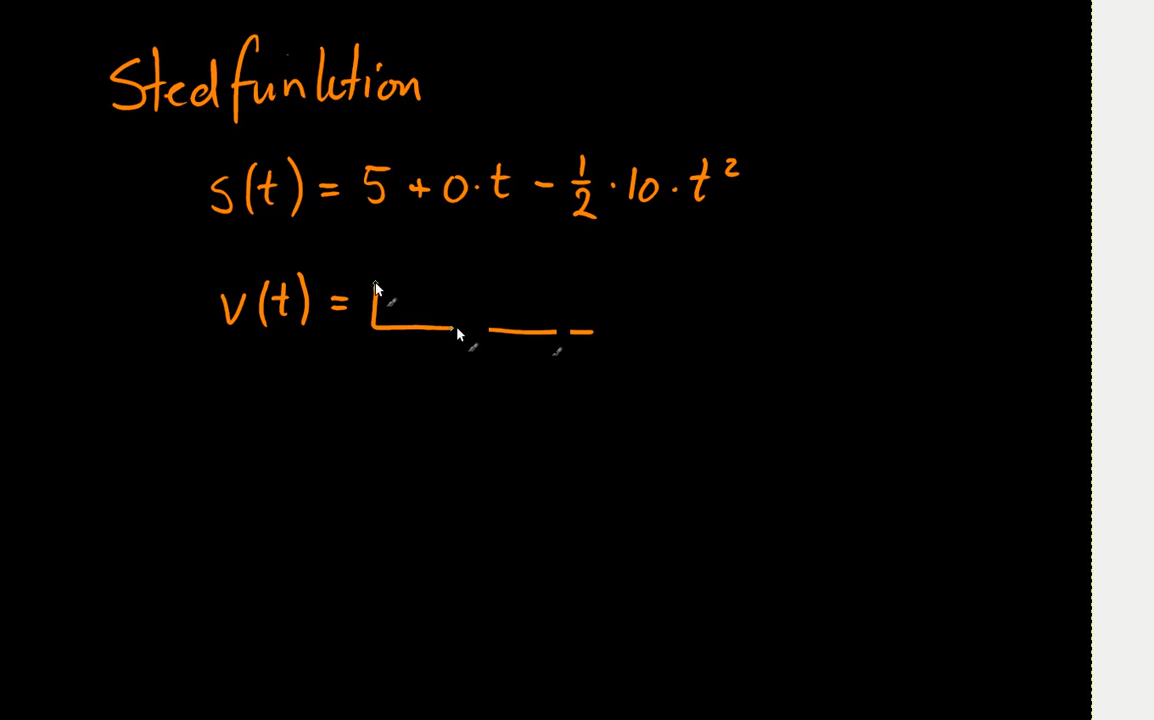 Stedfunktion
s(t) = 5 + 0·t - 1/2 · 10 · t²
v(t) =